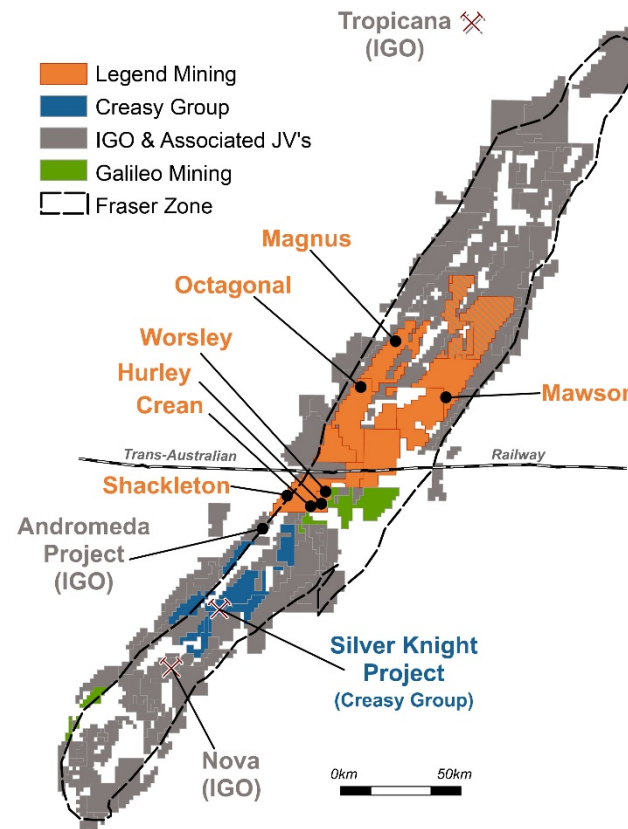 Tropicana
(IGO)
Legend Mining
Creasy Group
IGO & Associated JV's
Galileo Mining
Fraser Zone
Magnus
Octagonal
Worsley
Hurley
Crean
Mawson
Trans-Australian
Railway
Shackleton
Andromeda
Project
(IGO)
Silver Knight
Project
(Creasy Group)
Nova
(IGO)
0km
50km